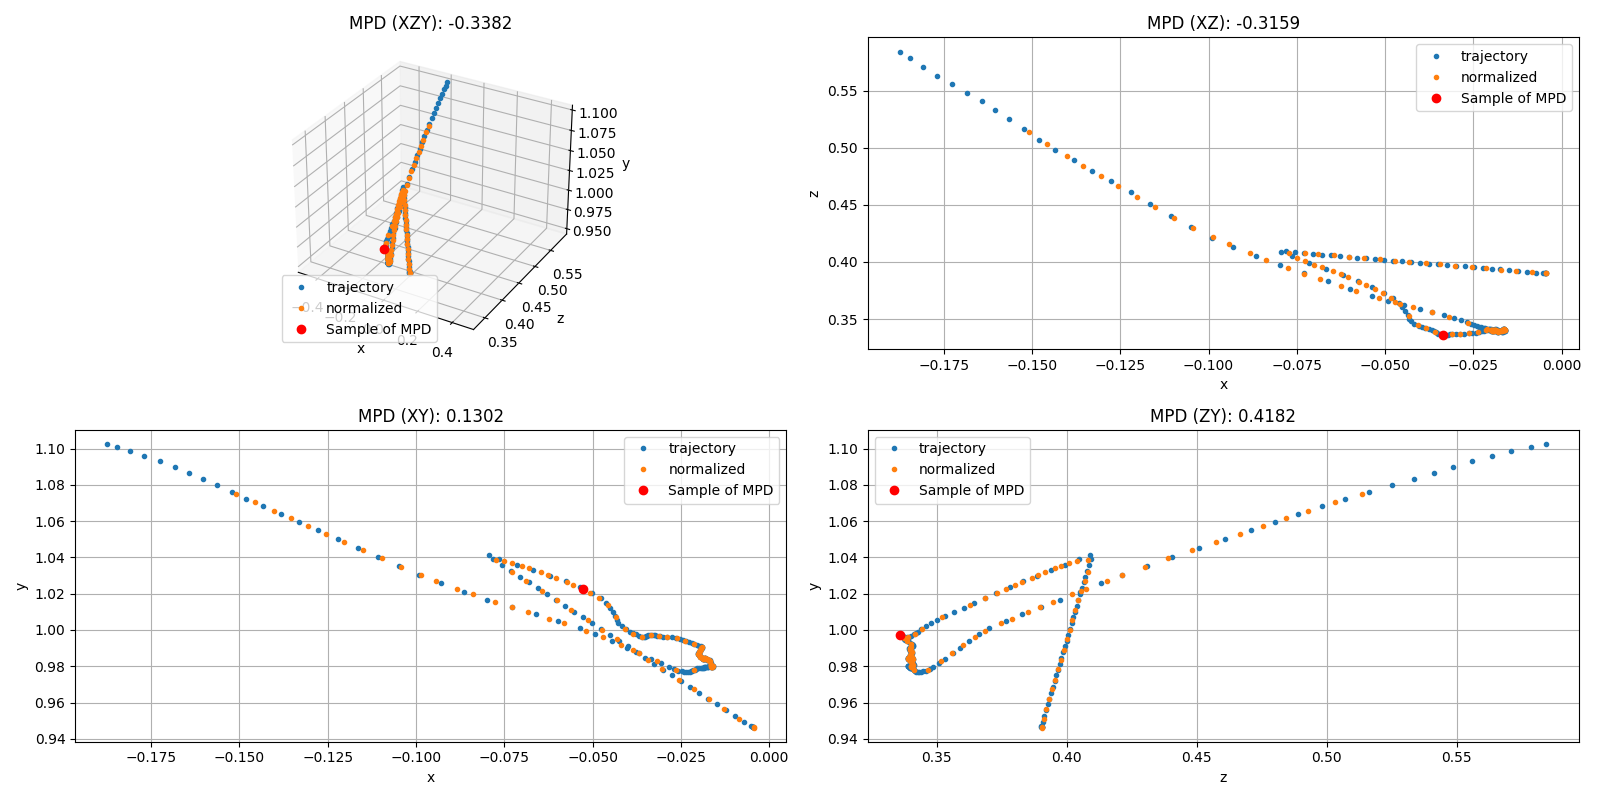 MPD (XZY): -0.3382
1.100
1.075
1.050
1.025
1.000
0.975
0.950
y
0.55
0.50
0.45
0.40
0.35
z
0.4
0.2
x
trajectory
normalized
Sample of MPD
MPD (XZ): -0.3159
trajectory
normalized
Sample of MPD
0.55
0.50
0.45
0.40
0.35
z
−0.175
−0.150
−0.125
−0.100
−0.075
−0.050
−0.025
0.000
x
MPD (XY): 0.1302
trajectory
normalized
Sample of MPD
1.10
1.08
1.06
1.04
1.02
1.00
0.98
0.96
0.94
y
−0.175
−0.150
−0.125
−0.100
−0.075
−0.050
−0.025
0.000
x
MPD (ZY): 0.4182
trajectory
normalized
Sample of MPD
1.10
1.08
1.06
1.04
1.02
1.00
0.98
0.96
0.94
y
0.35
0.40
0.45
0.50
0.55
z